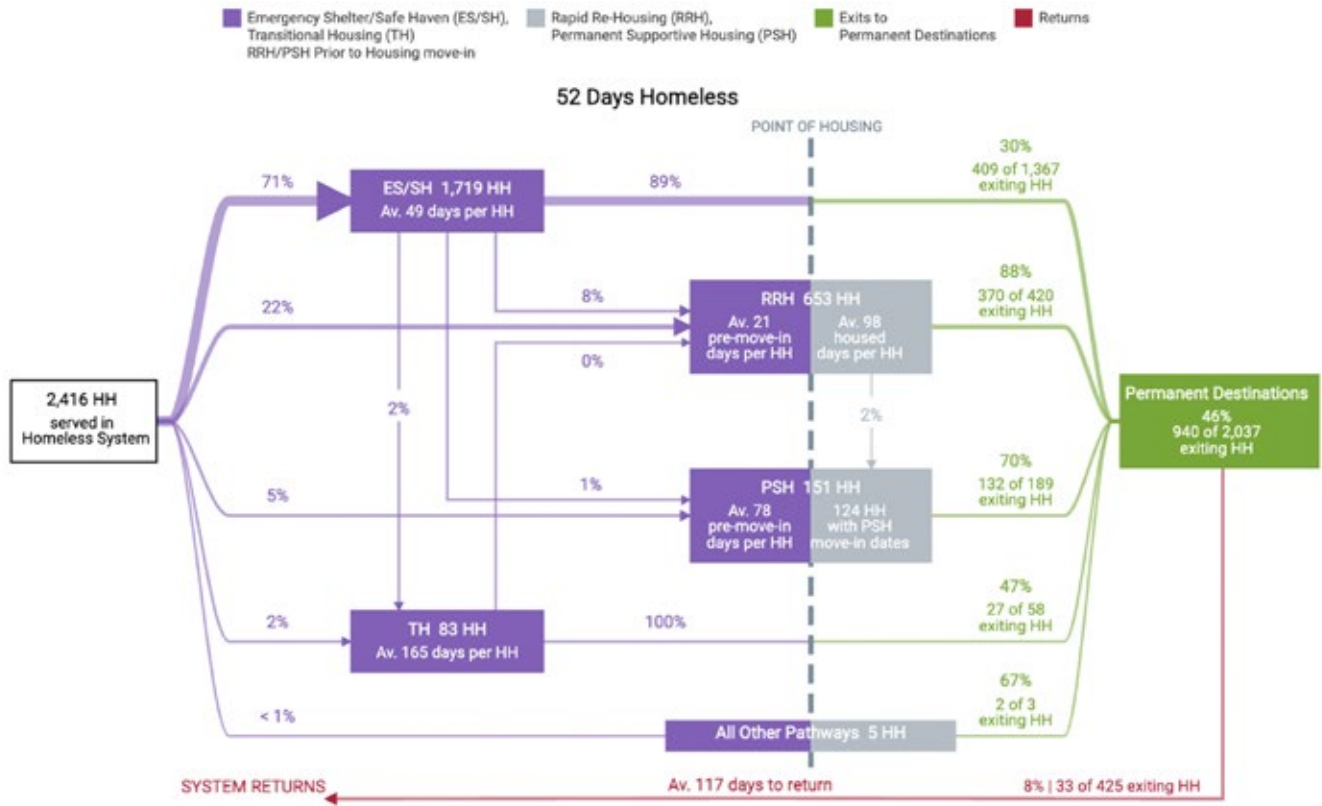 Emergency Shelter/Safe Haven (ES/SH),
Transitional Housing (TH)
RRH/PSH Prior to Housing move-in
Rapid Re-Housing (RRH),
Permanent Supportive Housing (PSH)
Exits to
Permanent Destinations
Returns
52 Days Homeless
POINT OF HOUSING
71%
ES/SH 1,719 HH
Av. 49 days per HH
89%
30%
409 of 1,367
exiting HH
22%
8%
RRH 653 HH
Av. 21
pre-move-in
days per HH
Av. 98
housed
days per HH
88%
370 of 420
exiting HH
0%
2,416 HH
served in
Homeless System
2%
2%
Permanent Destinations
46%
940 of 2,037
exiting HH
5%
1%
PSH 151 HH
Av. 78
pre-move-in
days per HH
124 HH
with PSH
move-in dates
70%
132 of 189
exiting HH
2%
TH 83 HH
Av. 165 days per HH
100%
47%
27 of 58
exiting HH
< 1%
All Other Pathways 5 HH
67%
2 of 3
exiting HH
SYSTEM RETURNS
Av. 117 days to return
8% | 33 of 425 exiting HH